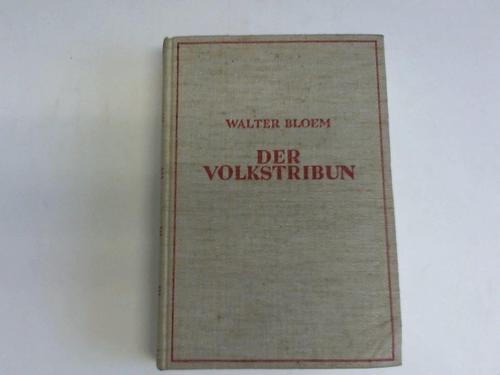 WALTER BLOEM
DER
VOLKSTRIBUN